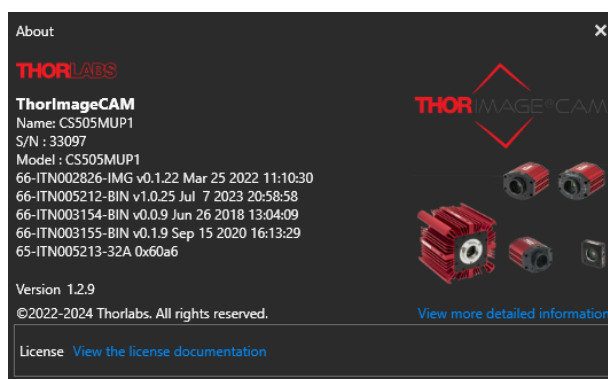 About
THORLABS
ThorImageCAM
THORIMAGE®CAM
Name: CS505MUP1
S/N : 33097
Model : CS505MUP1
66-ITN002826-IMG v0.1.22 Mar 25 2022 11:10:30
66-ITN005212-BIN v1.0.25 Jul  7 2023 20:58:58
66-ITN003154-BIN v0.0.9 Jun 26 2018 13:04:09
66-ITN003155-BIN v0.1.9 Sep 15 2020 16:13:29
65-ITN005213-32A 0x60a6
Version 1.2.9
©2022-2024 Thorlabs. All rights reserved.
View more detailed information
License View the license documentation